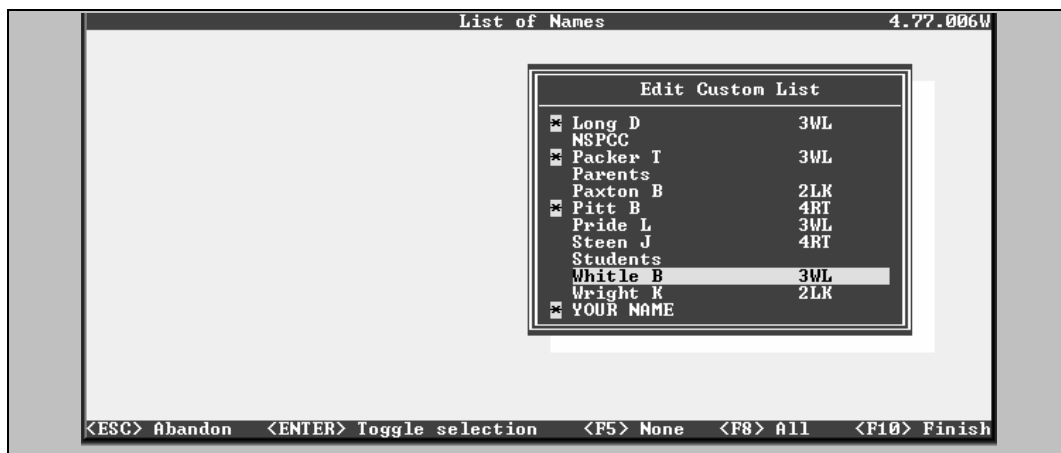 List of Names 4.77.006W
Edit Custom List
* Long D 3WL
NSPCC
* Packer T 3WL
Parents
Paxton B 2LK
* Pitt B 4RT
Pride L 3WL
Steen J 4RT
Students
Whitle B 3WL
Wright K 2LK
* YOUR NAME
<ESC> Abandon <ENTER> Toggle selection <F5> None <F8> All <F10> Finish